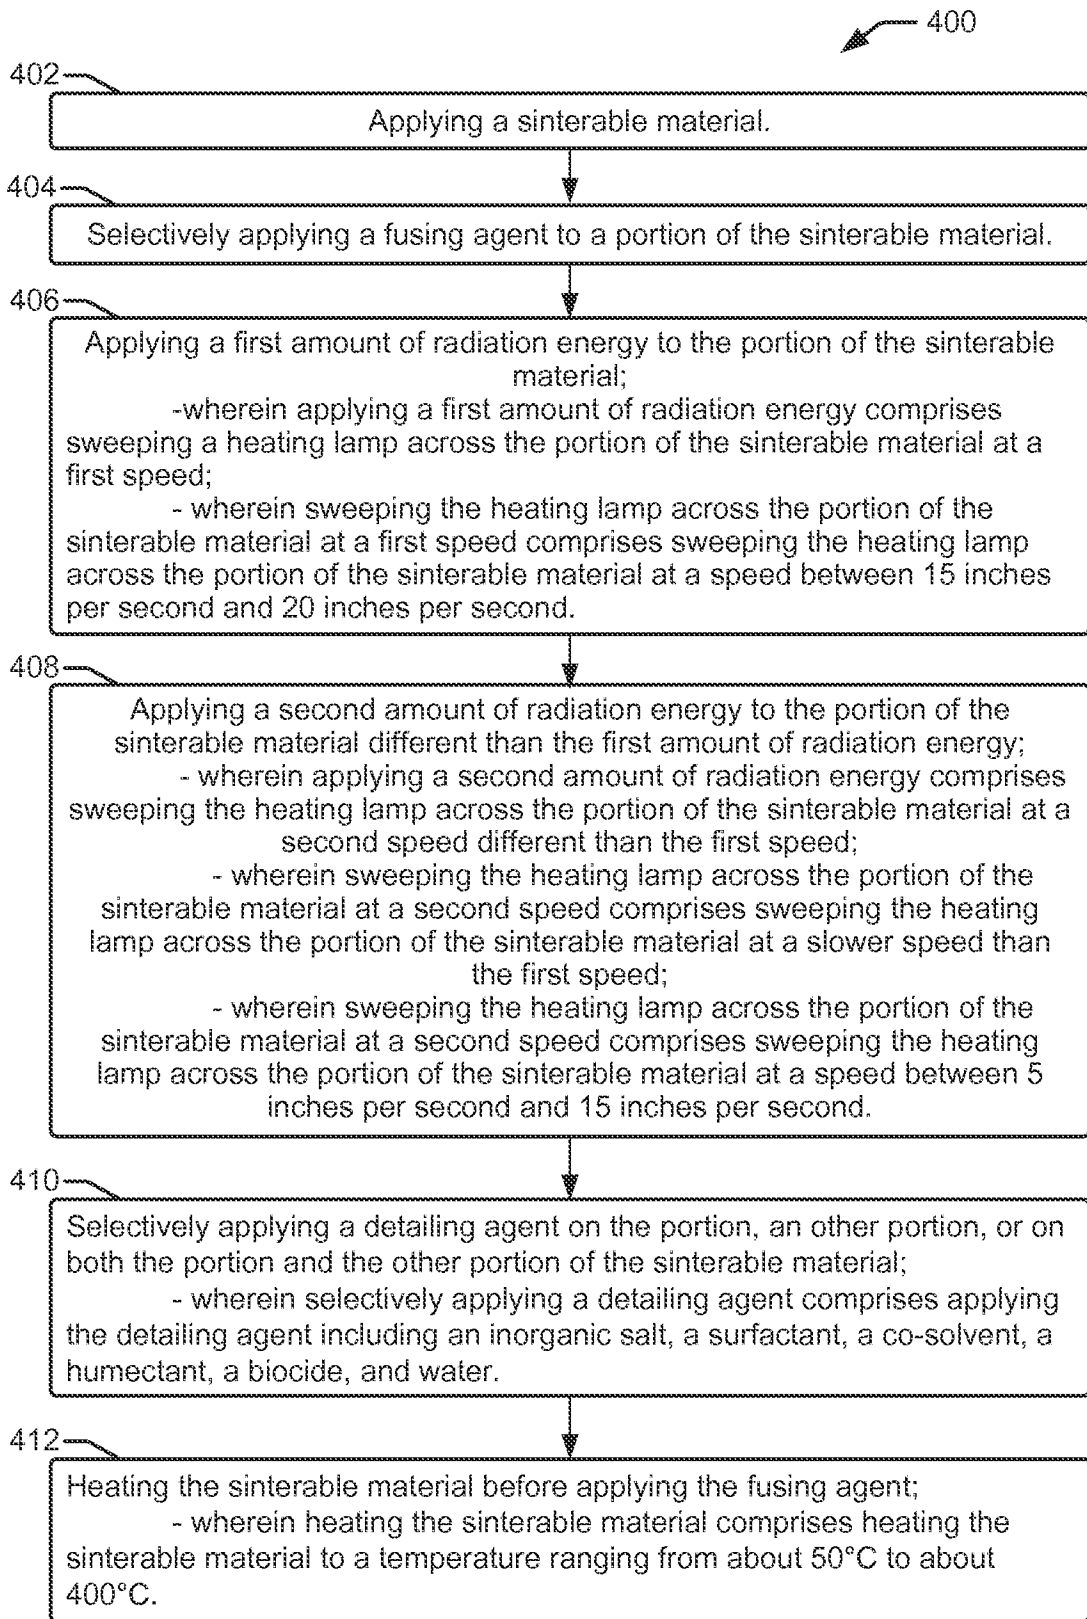 400
402
Applying a sinterable material.
404
Selectively applying a fusing agent to a portion of the sinterable material.
406
Applying a first amount of radiation energy to the portion of the sinterable
material;
-wherein applying a first amount of radiation energy comprises
sweeping a heating lamp across the portion of the sinterable material at a
first speed;
- wherein sweeping the heating lamp across the portion of the
sinterable material at a first speed comprises sweeping the heating lamp
across the portion of the sinterable material at a speed between 15 inches
per second and 20 inches per second.
408
Applying a second amount of radiation energy to the portion of the
sinterable material different than the first amount of radiation energy;
- wherein applying a second amount of radiation energy comprises
sweeping the heating lamp across the portion of the sinterable material at a
second speed different than the first speed;
- wherein sweeping the heating lamp across the portion of the
sinterable material at a second speed comprises sweeping the heating
lamp across the portion of the sinterable material at a slower speed than
the first speed;
- wherein sweeping the heating lamp across the portion of the
sinterable material at a second speed comprises sweeping the heating
lamp across the portion of the sinterable material at a speed between 5
inches per second and 15 inches per second.
410
Selectively applying a detailing agent on the portion, an other portion, or on
both the portion and the other portion of the sinterable material;
- wherein selectively applying a detailing agent comprises applying
the detailing agent including an inorganic salt, a surfactant, a co-solvent, a
humectant, a biocide, and water.
412
Heating the sinterable material before applying the fusing agent;
- wherein heating the sinterable material comprises heating the
sinterable material to a temperature ranging from about 50°C to about
400°C.